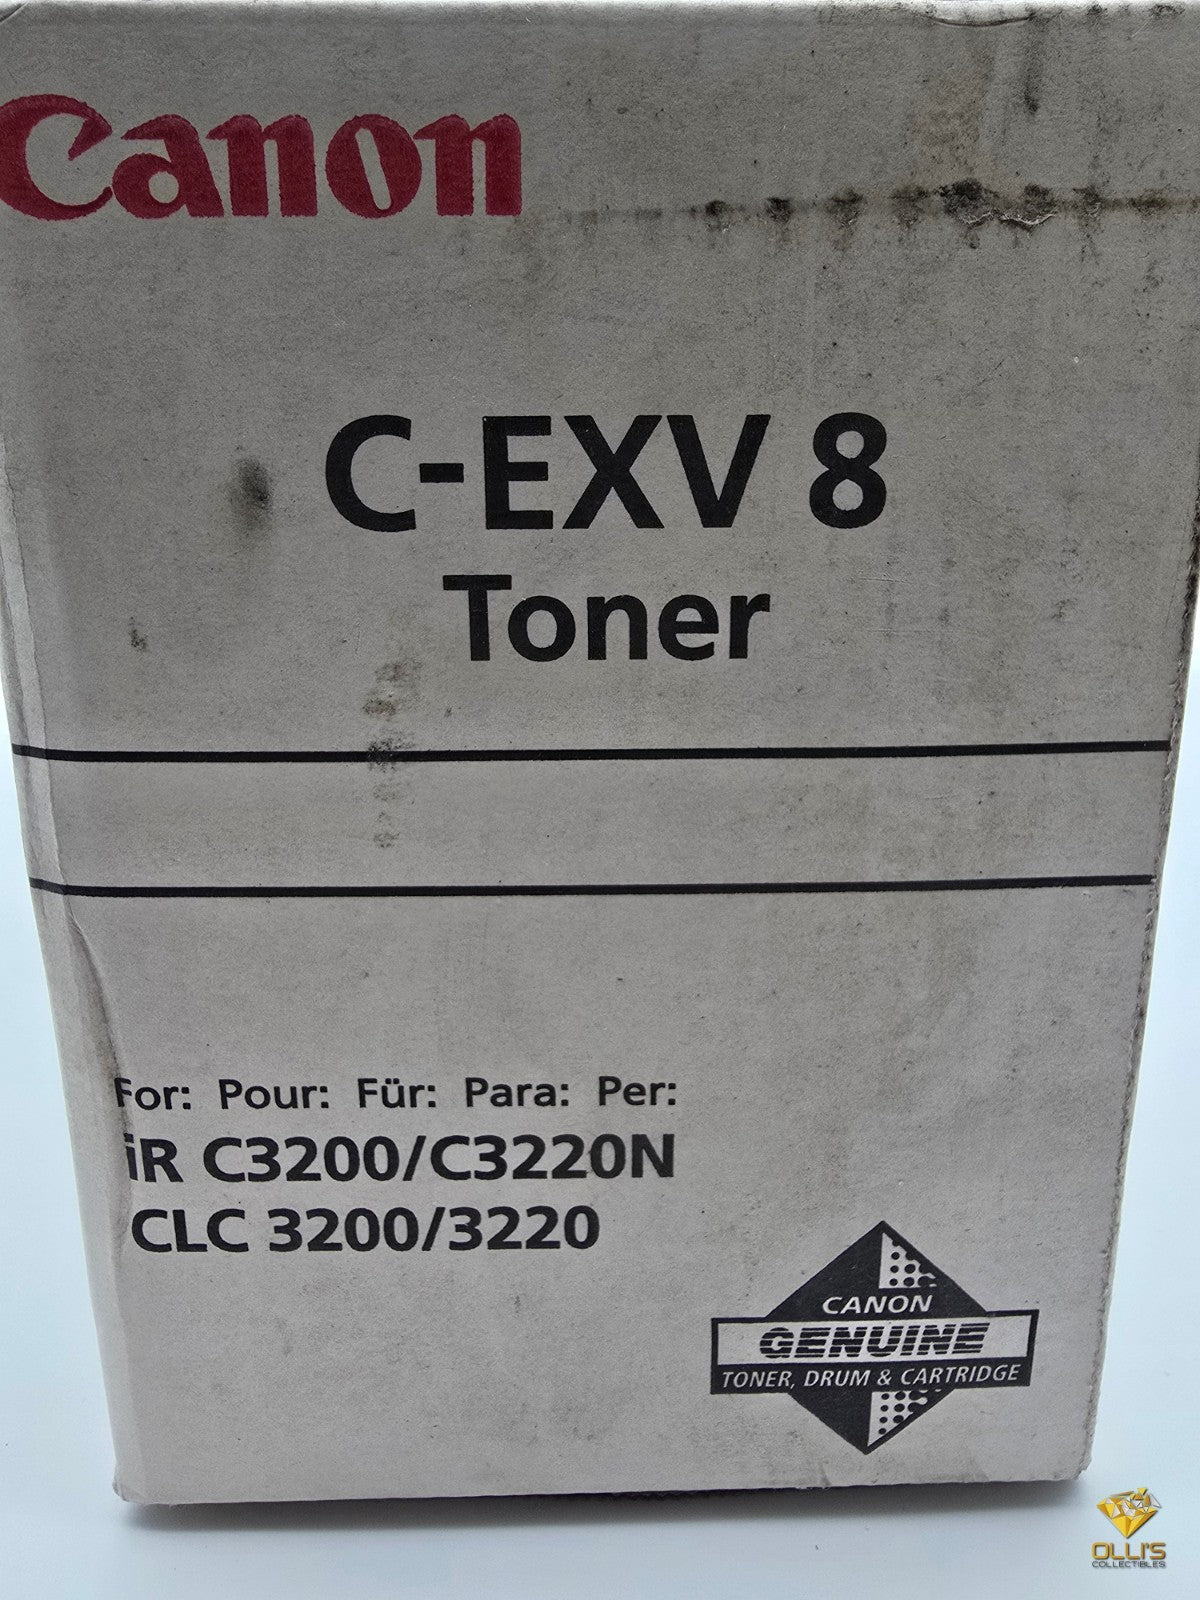 Canon
C-EXV 8
Toner
For: Pour: Für: Para: Per:
iR C3200/C3220N
CLC 3200/3220
CANON
GENUINE
TONER, DRUM & CARTRIDGE
OLLI'S
COLLECTIBLES